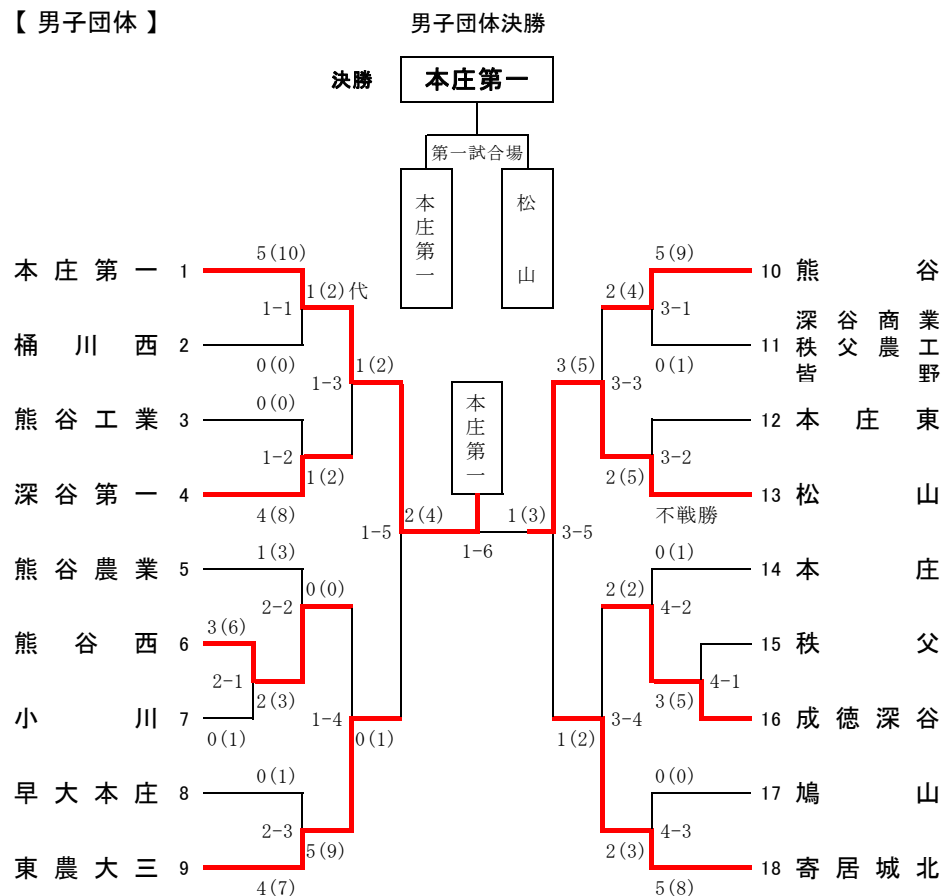 【 男子団体 】
男子団体決勝
決勝
本庄第一
第一試合場
本庄第一
松山
5(10)
本庄第一 1
1(2)代
1-1
桶川西 2
0(0)
1(2)
1-3
0(0)
熊谷工業 3
1-2
1(2)
深谷第一 4
4(8)
2(4)
1-5
1(3)
熊谷農業 5
0(0)
2-2
3(6)
熊谷西 6
2-1
2(3)
小川 7
0(1)
1-4
0(1)
0(1)
早大本庄 8
2-3
5(9)
東農大三 9
4(7)
本庄第一
1-6
5(9)
10 熊谷
2(4)
3-1
深谷商業
11 秩父農工
皆野
0(1)
3(5)
3-3
12 本庄東
3-2
2(5)
13 松山
不戦勝
1(3)
3-5
0(1)
14 本庄
2(2)
4-2
15 秩父
4-1
3(5)
16 成徳深谷
3-4
1(2)
0(0)
17 鳩山
4-3
2(3)
18 寄居城北
5(8)